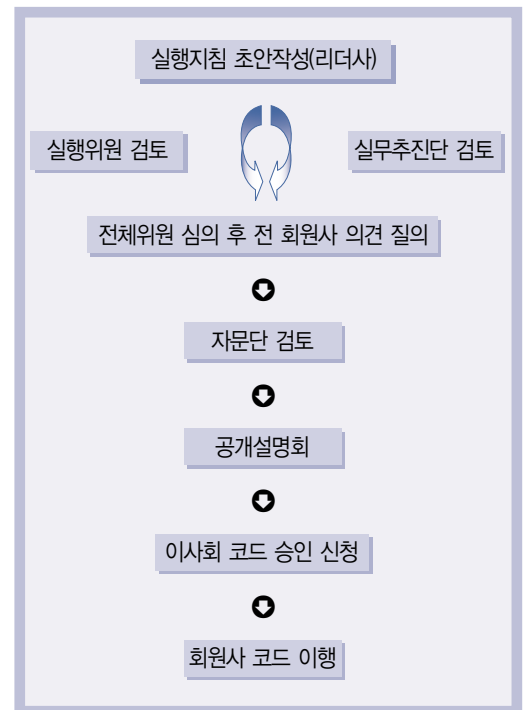 실행지침 초안작성(리더사)
실행위원 검토
실무추진단 검토
전체위원 심의 후 전 회원사 의견 질의
자문단 검토
공개설명회
이사회 코드 승인 신청
회원사 코드 이행